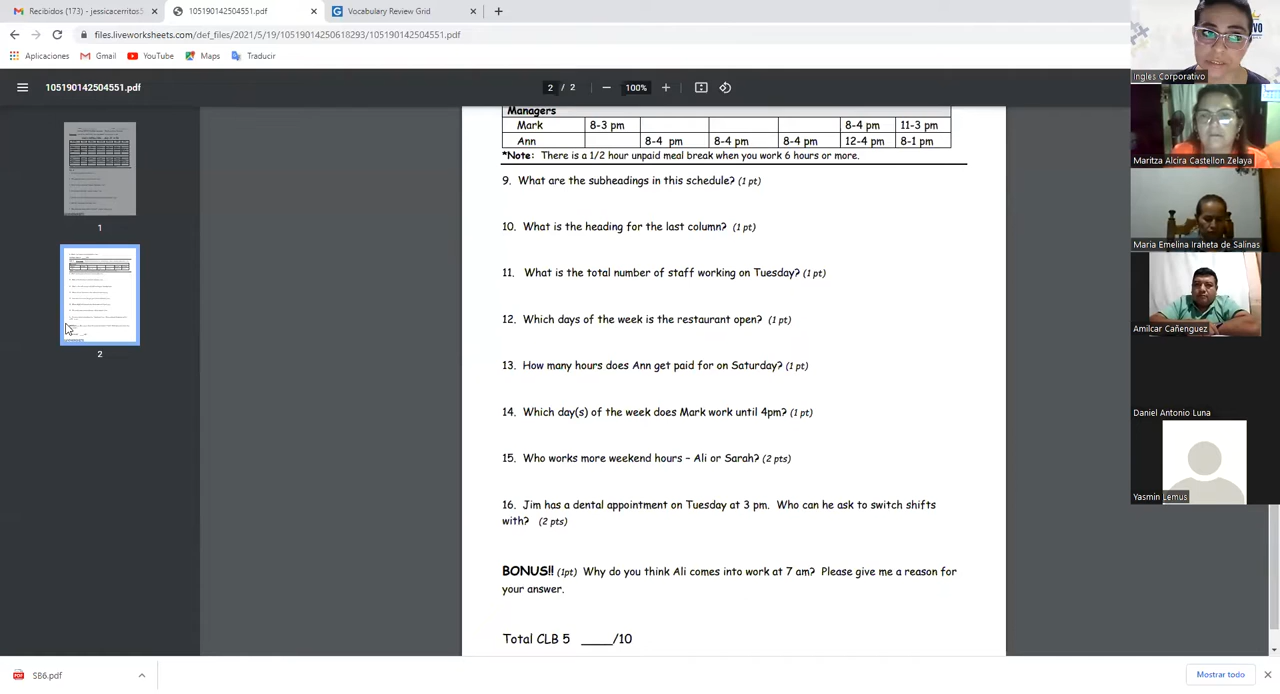 Recibidos (173) - jessicacerritos5
105190142504551.pdf
Vocabulary Review Grid
files.liveworksheets.com/def_files/2021/5/19/10519014250618293/105190142504551.pdf
Aplicaciones
Gmail
YouTube
Maps
Traducir
105190142504551.pdf
2 / 2
100%
1
2
Managers
Mark 8-3 pm 8-4 pm 11-3 pm
Ann 8-4 pm 8-4 pm 8-4 pm 12-4 pm 8-1 pm
*Note: There is a 1/2 hour unpaid meal break when you work 6 hours or more.
9. What are the subheadings in this schedule? (1 pt)
10. What is the heading for the last column? (1 pt)
11. What is the total number of staff working on Tuesday? (1 pt)
12. Which days of the week is the restaurant open? (1 pt)
13. How many hours does Ann get paid for on Saturday? (1 pt)
14. Which day(s) of the week does Mark work until 4pm? (1 pt)
15. Who works more weekend hours – Ali or Sarah? (2 pts)
16. Jim has a dental appointment on Tuesday at 3 pm. Who can he ask to switch shifts
with? (2 pts)
BONUS!! (1pt) Why do you think Ali comes into work at 7 am? Please give me a reason for
your answer.
Total CLB 5 ____/10
Ingles Corporativo
Maritza Alcira Castellon Zelaya
Maria Emelina Iraheta de Salinas
Amilcar Cañenguez
Daniel Antonio Luna
Yasmin Lemus
SB6.pdf
Mostrar todo